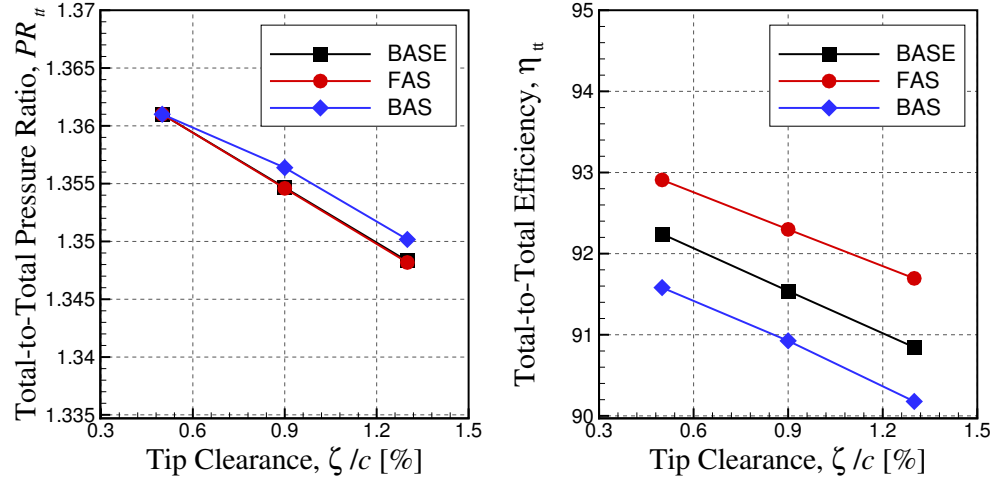 Total-to-Total Pressure Ratio, PR_tt
1.37
1.365
1.36
1.355
1.35
1.345
1.34
1.335
BASE
FAS
BAS
0.3 0.6 0.9 1.2 1.5
Tip Clearance, ζ /c [%]
Total-to-Total Efficiency, η_tt
95
94
93
92
91
90
BASE
FAS
BAS
0.3 0.6 0.9 1.2 1.5
Tip Clearance, ζ /c [%]